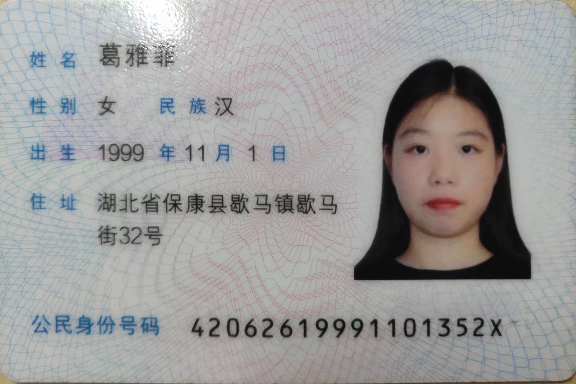 姓名 葛雅菲
性别 女 民族 汉
出生 1999 年 11 月 1 日
住址 湖北省保康县歇马镇歇马
街32号
公民身份号码 42062619991101352X